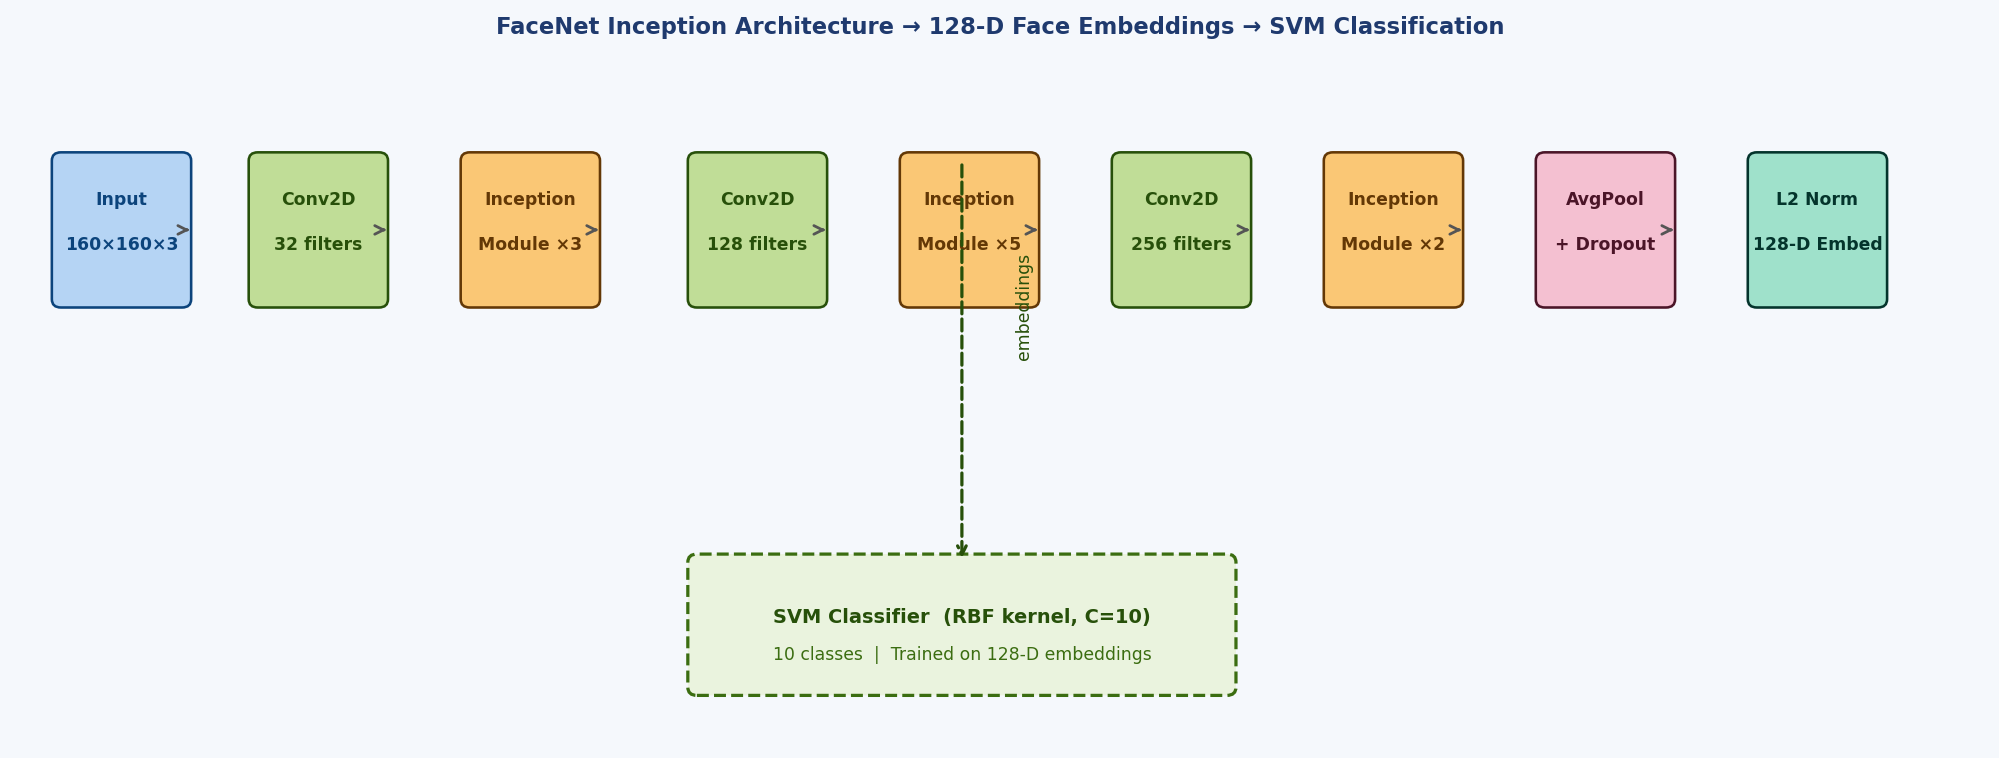 FaceNet Inception Architecture → 128-D Face Embeddings → SVM Classification
Input
160×160×3
Conv2D
32 filters
Inception
Module ×3
Conv2D
128 filters
Inception
Module ×5
Conv2D
256 filters
Inception
Module ×2
AvgPool
+ Dropout
L2 Norm
128-D Embed
embeddings
SVM Classifier  (RBF kernel, C=10)
10 classes  |  Trained on 128-D embeddings